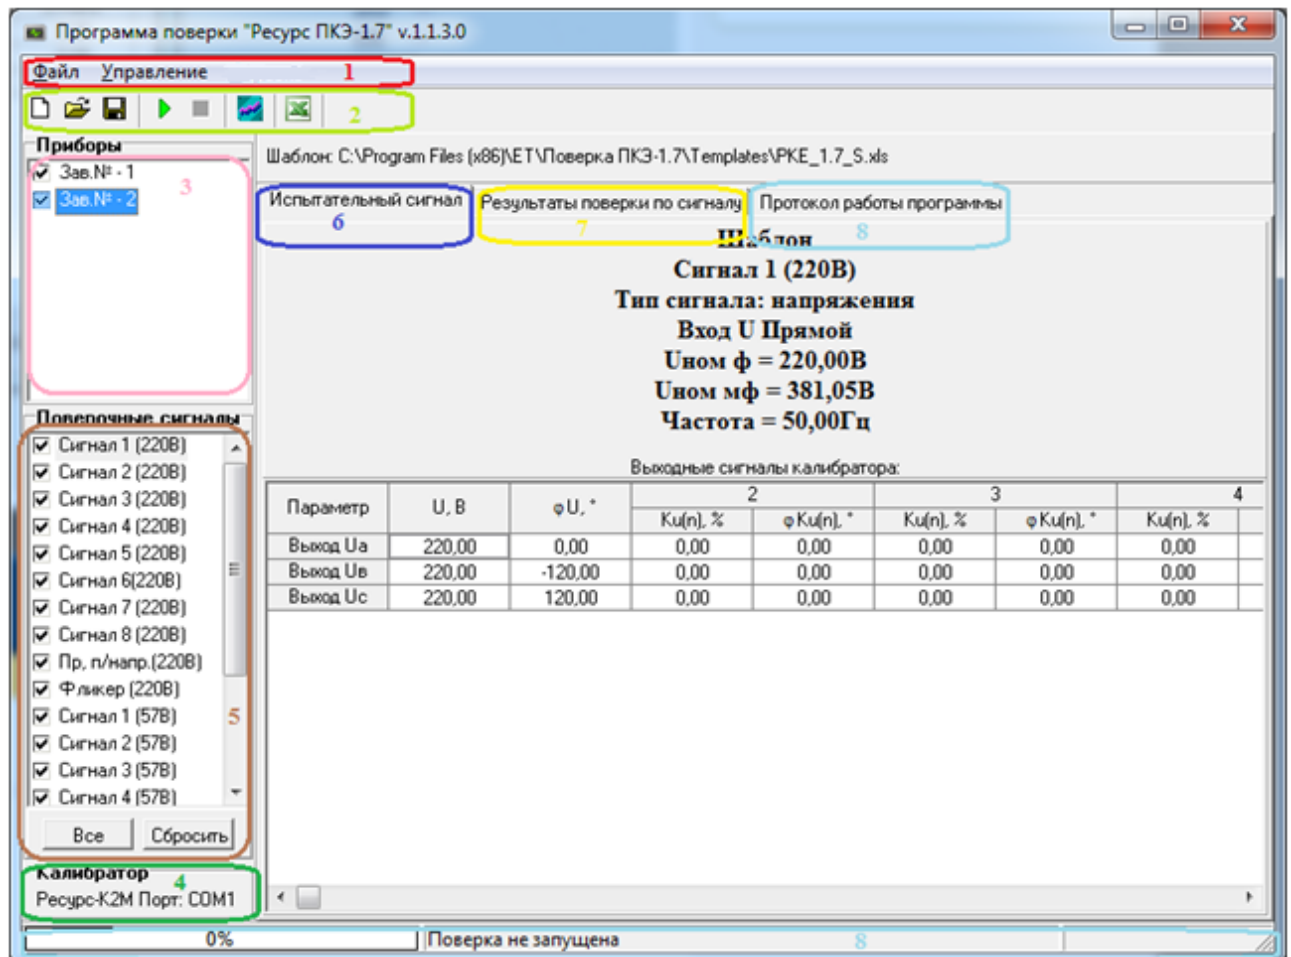 Программа поверки "Ресурс ПКЭ-1.7" v.1.1.3.0
Файл Управление 1
2
Приборы
Зав.№ - 1
Зав.№ - 2
3
Шаблон: C:\Program Files (x86)\ET\Поверка ПКЭ-1.7\Templates\PKE_1.7_S.xls
Испытательный сигнал Результаты поверки по сигналу Протокол работы программы
6 7 8
Шаблон
Сигнал 1 (220В)
Тип сигнала: напряжения
Вход U Прямой
Uном ф = 220,00В
Uном мф = 381,05В
Частота = 50,00Гц
Выходные сигналы калибратора:
Параметр U, В φU, ° 2 3 4
Ku(n), % φKu(n), ° Ku(n), % φKu(n), ° Ku(n), %
Выход Uа 220,00 0,00 0,00 0,00 0,00 0,00 0,00
Выход Uв 220,00 -120,00 0,00 0,00 0,00 0,00 0,00
Выход Uс 220,00 120,00 0,00 0,00 0,00 0,00 0,00
Поверочные сигналы
Сигнал 1 (220В)
Сигнал 2 (220В)
Сигнал 3 (220В)
Сигнал 4 (220В)
Сигнал 5 (220В)
Сигнал 6(220В)
Сигнал 7 (220В)
Сигнал 8 (220В)
Пр, п/напр.(220В)
Фликер (220В)
Сигнал 1 (57В)
5
Сигнал 2 (57В)
Сигнал 3 (57В)
Сигнал 4 (57В)
Все Сбросить
Калибратор
4
Ресурс-К2М Порт: COM1
0% Поверка не запущена 8